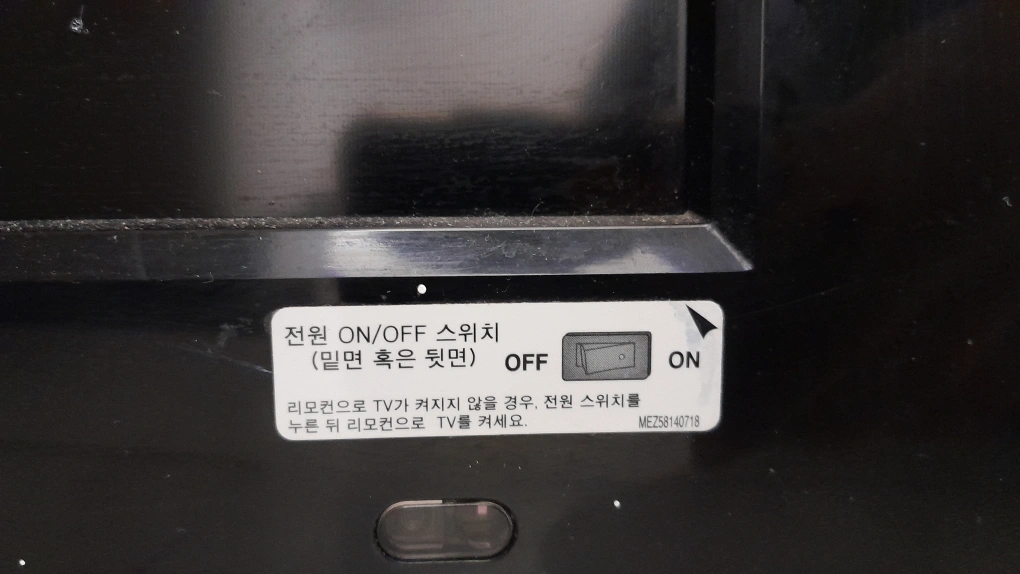 전원 ON/OFF 스위치
(밑면 혹은 뒷면)
OFF ON
리모컨으로 TV가 켜지지 않을 경우, 전원 스위치를
누른 뒤 리모컨으로 TV를 켜세요.
MEZ58140718